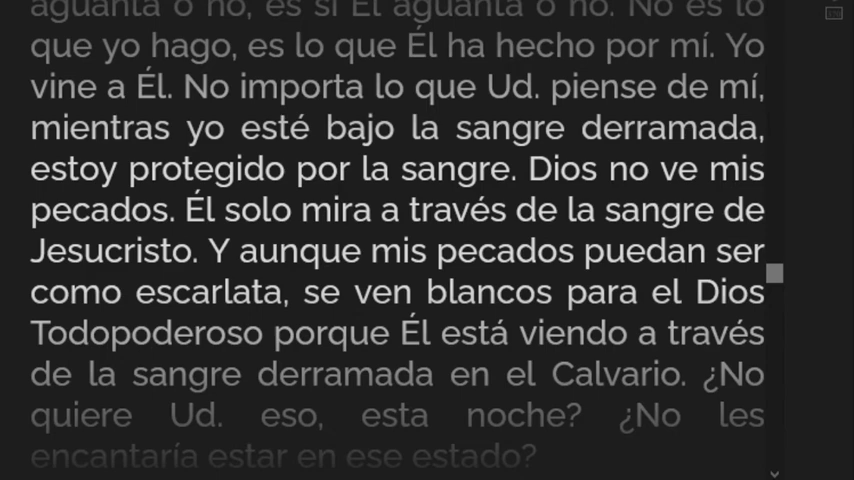 aguanta o no, es si Él aguanta o no. No es lo
que yo hago, es lo que Él ha hecho por mí. Yo
vine a Él. No importa lo que Ud. piense de mí,
mientras yo esté bajo la sangre derramada,
estoy protegido por la sangre. Dios no ve mis
pecados. Él solo mira a través de la sangre de
Jesucristo. Y aunque mis pecados puedan ser
como escarlata, se ven blancos para el Dios
Todopoderoso porque Él está viendo a través
de la sangre derramada en el Calvario. ¿No
quiere Ud. eso, esta noche? ¿No les
encantaría estar en ese estado?